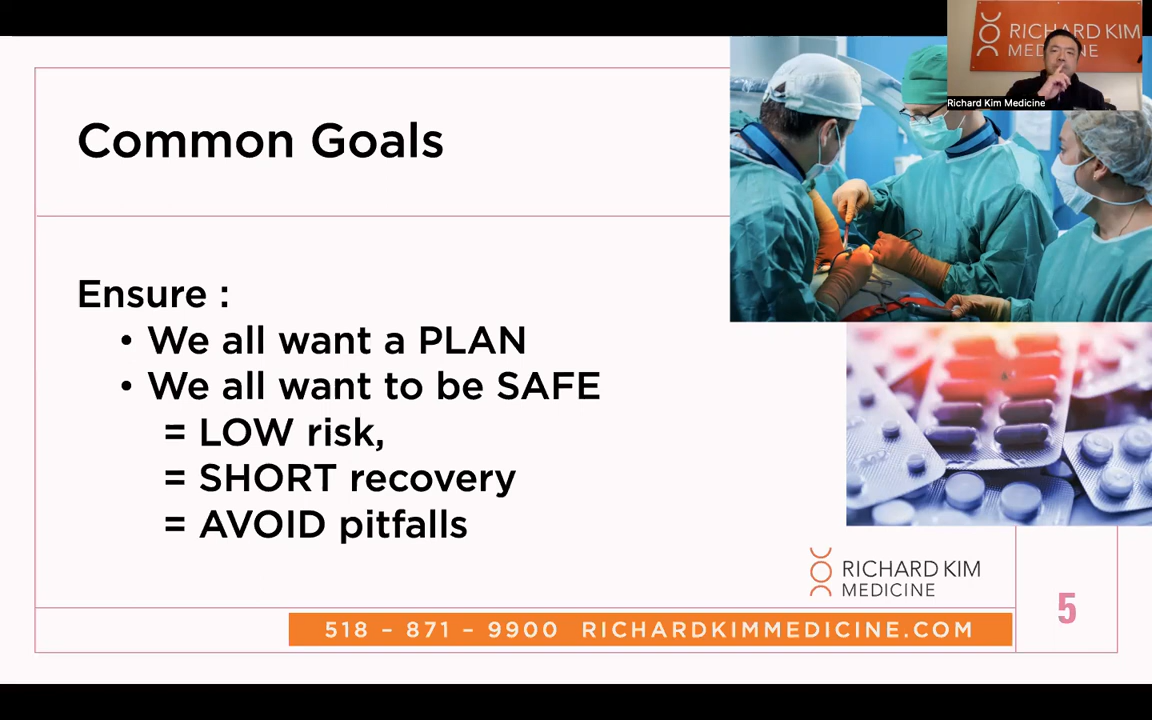 RICHARD KIM
MEDICINE
Richard Kim Medicine
Common Goals
Ensure :
• We all want a PLAN
• We all want to be SAFE
= LOW risk,
= SHORT recovery
= AVOID pitfalls
RICHARD KIM
MEDICINE
5
518 – 871 – 9900 RICHARDKIMMEDICINE.COM